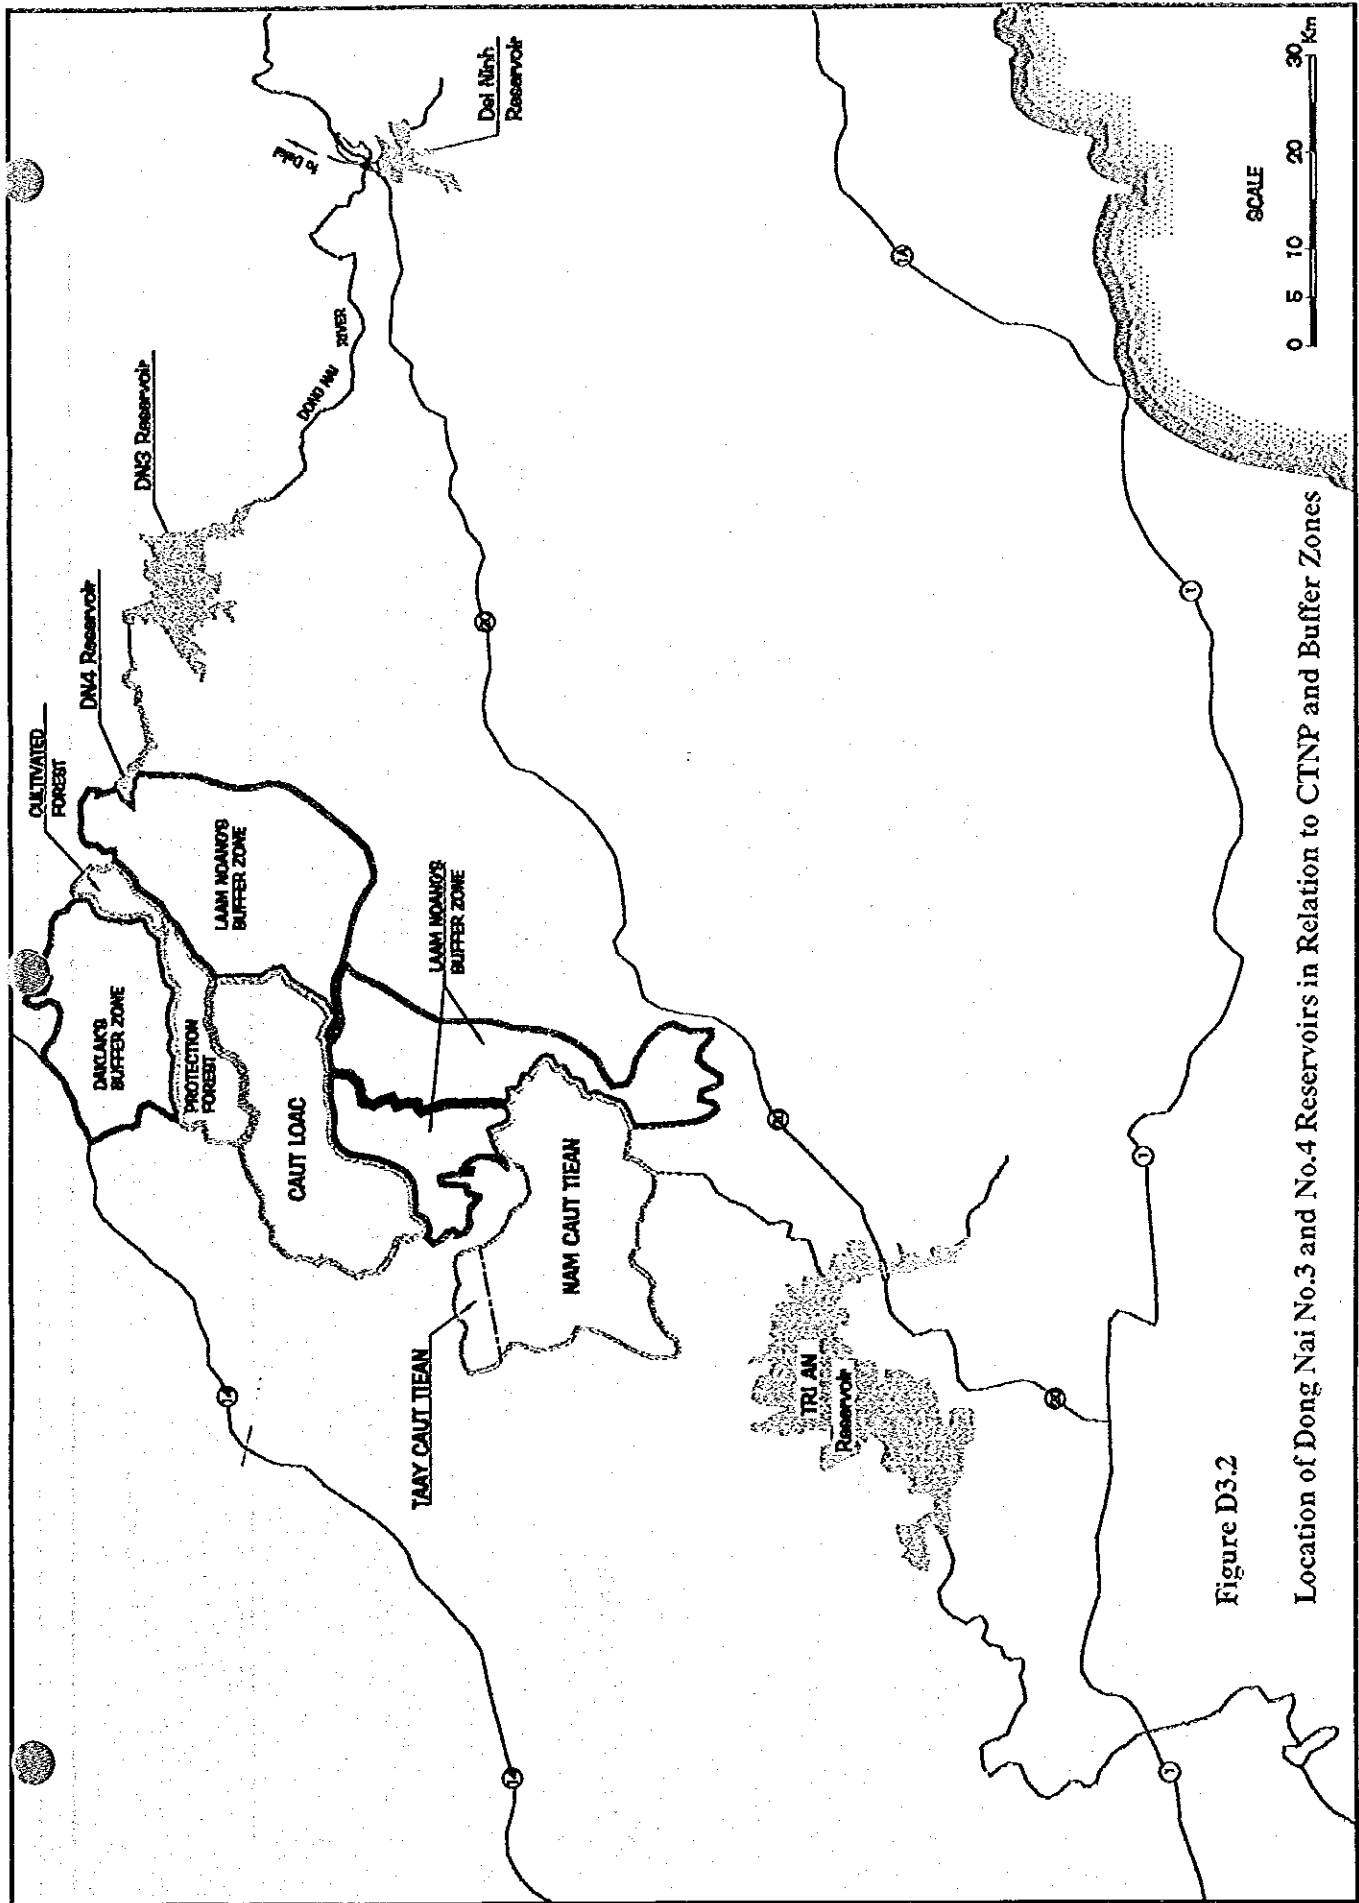 CULTIVATED
FOREST
DN4 Reservoir
DN3 Reservoir
Dai Ninh
Reservoir
to Dalat
DONG NAI
RIVER
DAKLAK'S
BUFFER ZONE
PROTECTION
FOREST
LAAM NOANG'S
BUFFER ZONE
CAUT LOAC
LAAM NOANG'S
BUFFER ZONE
TAAY CAUT TIEAN
NAM CAUT TIEAN
TRI AN
Reservoir
14
14
20
20
20
1A
1
1
1
SCALE
0 5 10 20 30 Km
Figure D3.2
Location of Dong Nai No.3 and No.4 Reservoirs in Relation to CTNP and Buffer Zones